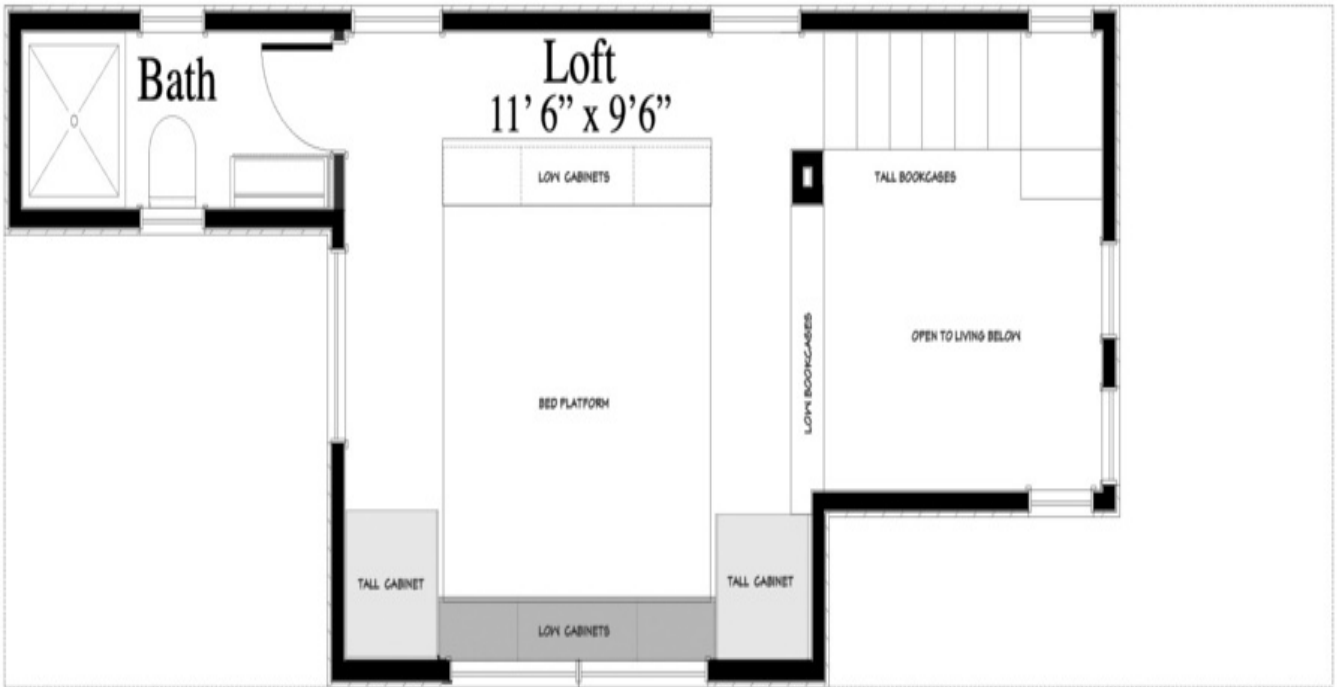 Bath
Loft
11' 6” x 9'6”
LOW CABINETS
TALL BOOKCASES
LOW BOOKCASES
OPEN TO LIVING BELOW
BED PLATFORM
TALL CABINET
TALL CABINET
LOW CABINETS